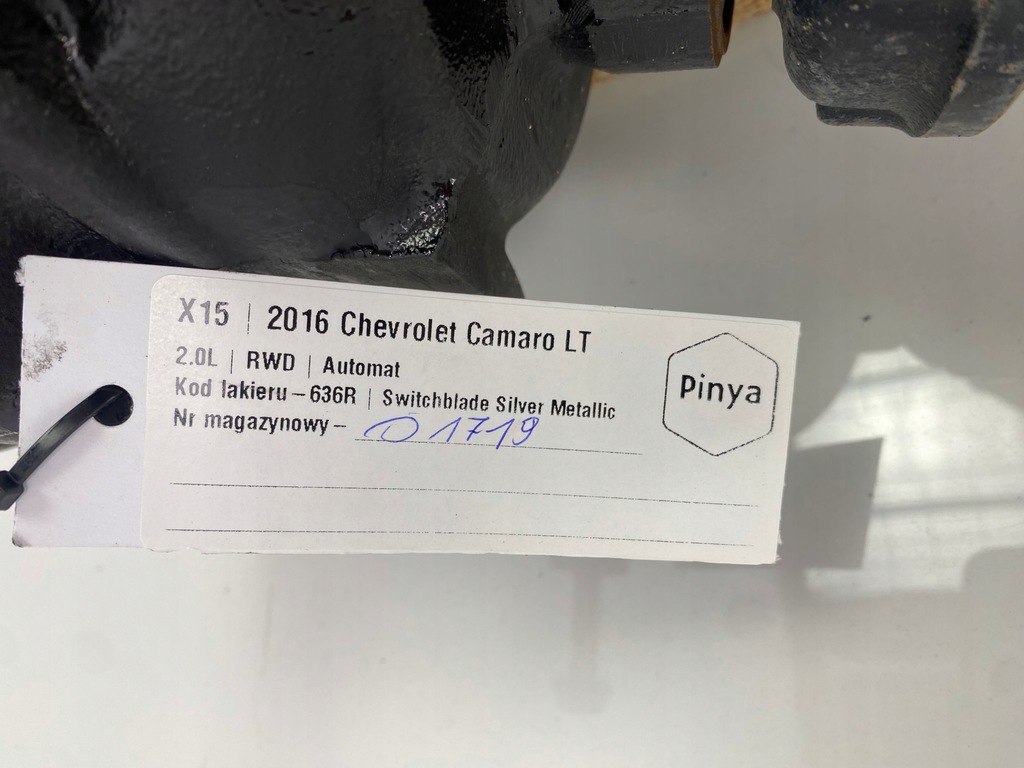 X15 | 2016 Chevrolet Camaro LT
2.0L | RWD | Automat
Kod lakieru – 636R | Switchblade Silver Metallic
Nr magazynowy – D1719
Pinya